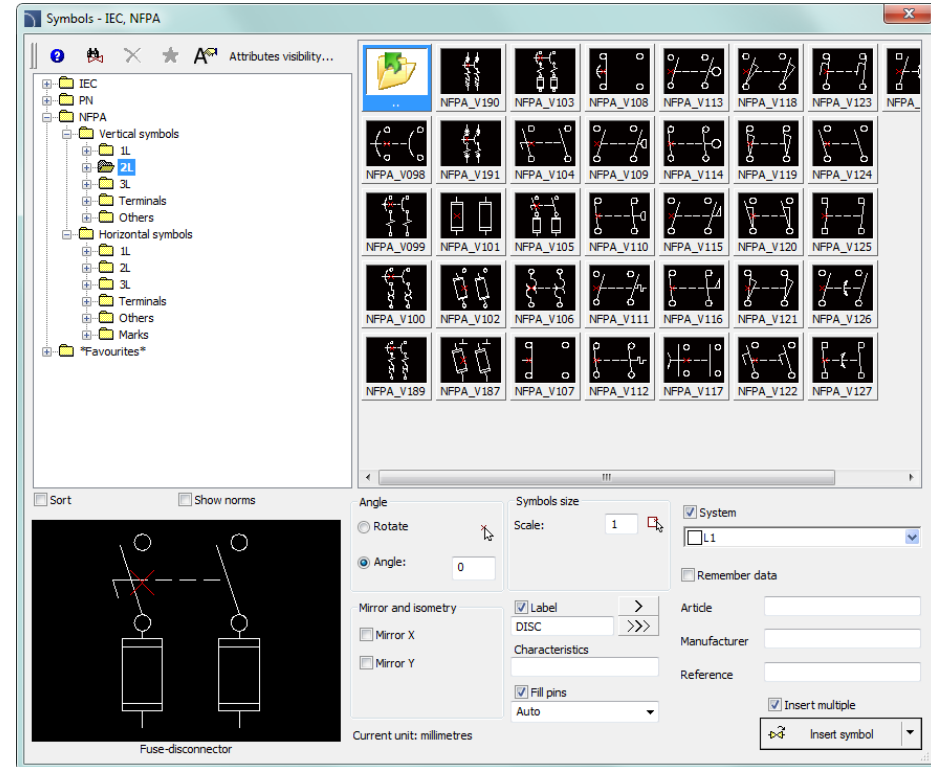 Symbols - IEC, NFPA
Attributes visibility...
IEC
PN
NFPA
Vertical symbols
1L
2L
3L
Terminals
Others
Horizontal symbols
1L
2L
3L
Terminals
Others
Marks
*Favourites*
.. NFPA_V190 NFPA_V103 NFPA_V108 NFPA_V113 NFPA_V118 NFPA_V123 NFPA_
NFPA_V098 NFPA_V191 NFPA_V104 NFPA_V109 NFPA_V114 NFPA_V119 NFPA_V124
NFPA_V099 NFPA_V101 NFPA_V105 NFPA_V110 NFPA_V115 NFPA_V120 NFPA_V125
NFPA_V100 NFPA_V102 NFPA_V106 NFPA_V111 NFPA_V116 NFPA_V121 NFPA_V126
NFPA_V189 NFPA_V187 NFPA_V107 NFPA_V112 NFPA_V117 NFPA_V122 NFPA_V127
Sort Show norms
Fuse-disconnector
Angle
Rotate
Angle: 0
Mirror and isometry
Mirror X
Mirror Y
Current unit: millimetres
Symbols size
Scale: 1
Label >
DISC >>>
Characteristics
Fill pins
Auto
System
L1
Remember data
Article
Manufacturer
Reference
Insert multiple
Insert symbol